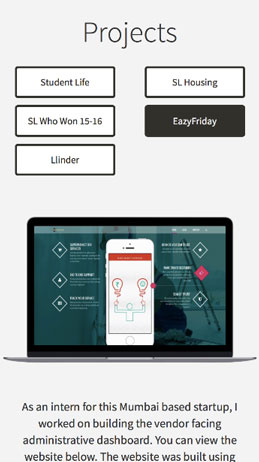 Projects
Student Life
SL Housing
SL Who Won 15-16
EazyFriday
Llinder
As an intern for this Mumbai based startup, I
worked on building the vendor facing
administrative dashboard. You can view the
website below. The website was built using